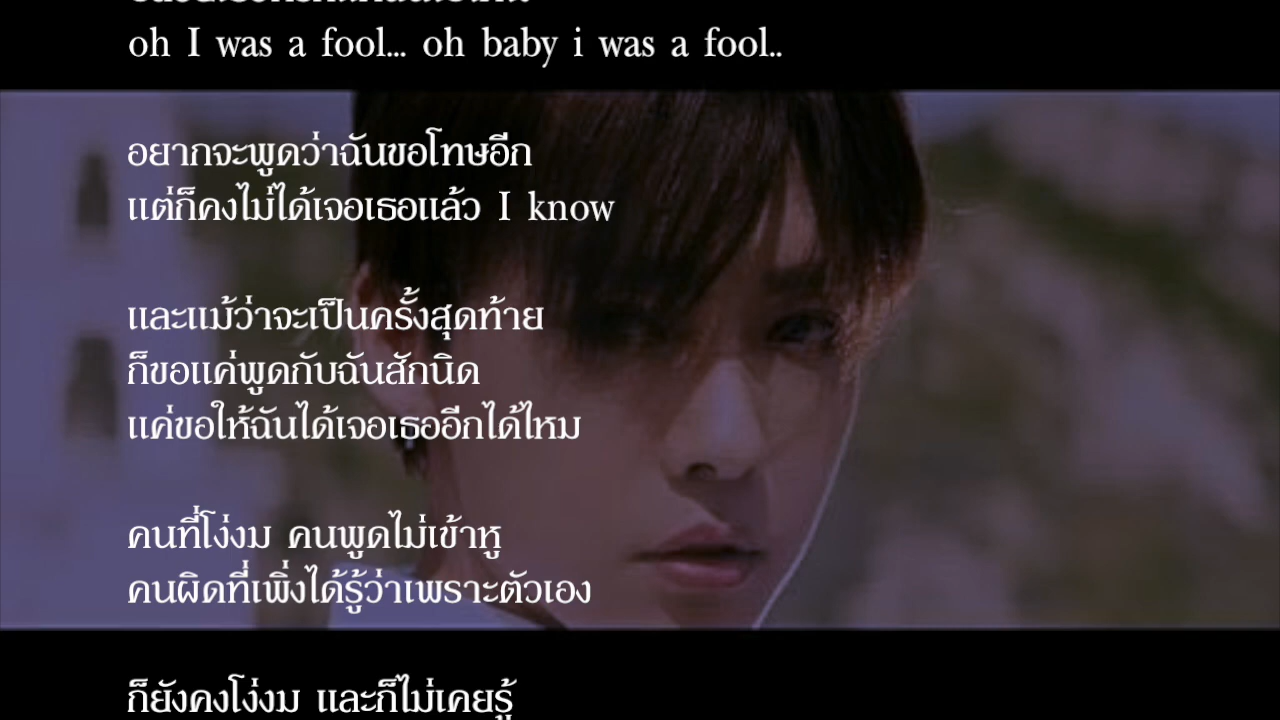 oh I was a fool... oh baby i was a fool..
อยากจะพูดว่าฉันขอโทษอีก
แต่ก็คงไม่ได้เจอเธอแล้ว I know
และแม้ว่าจะเป็นครั้งสุดท้าย
ก็ขอแค่พูดกับฉันสักนิด
แค่ขอให้ฉันได้เจอเธออีกได้ไหม
คนที่โง่งม คนพูดไม่เข้าหู
คนผิดที่เพิ่งได้รู้ว่าเพราะตัวเอง
ก็ยังคงโง่งม และก็ไม่เคยรู้